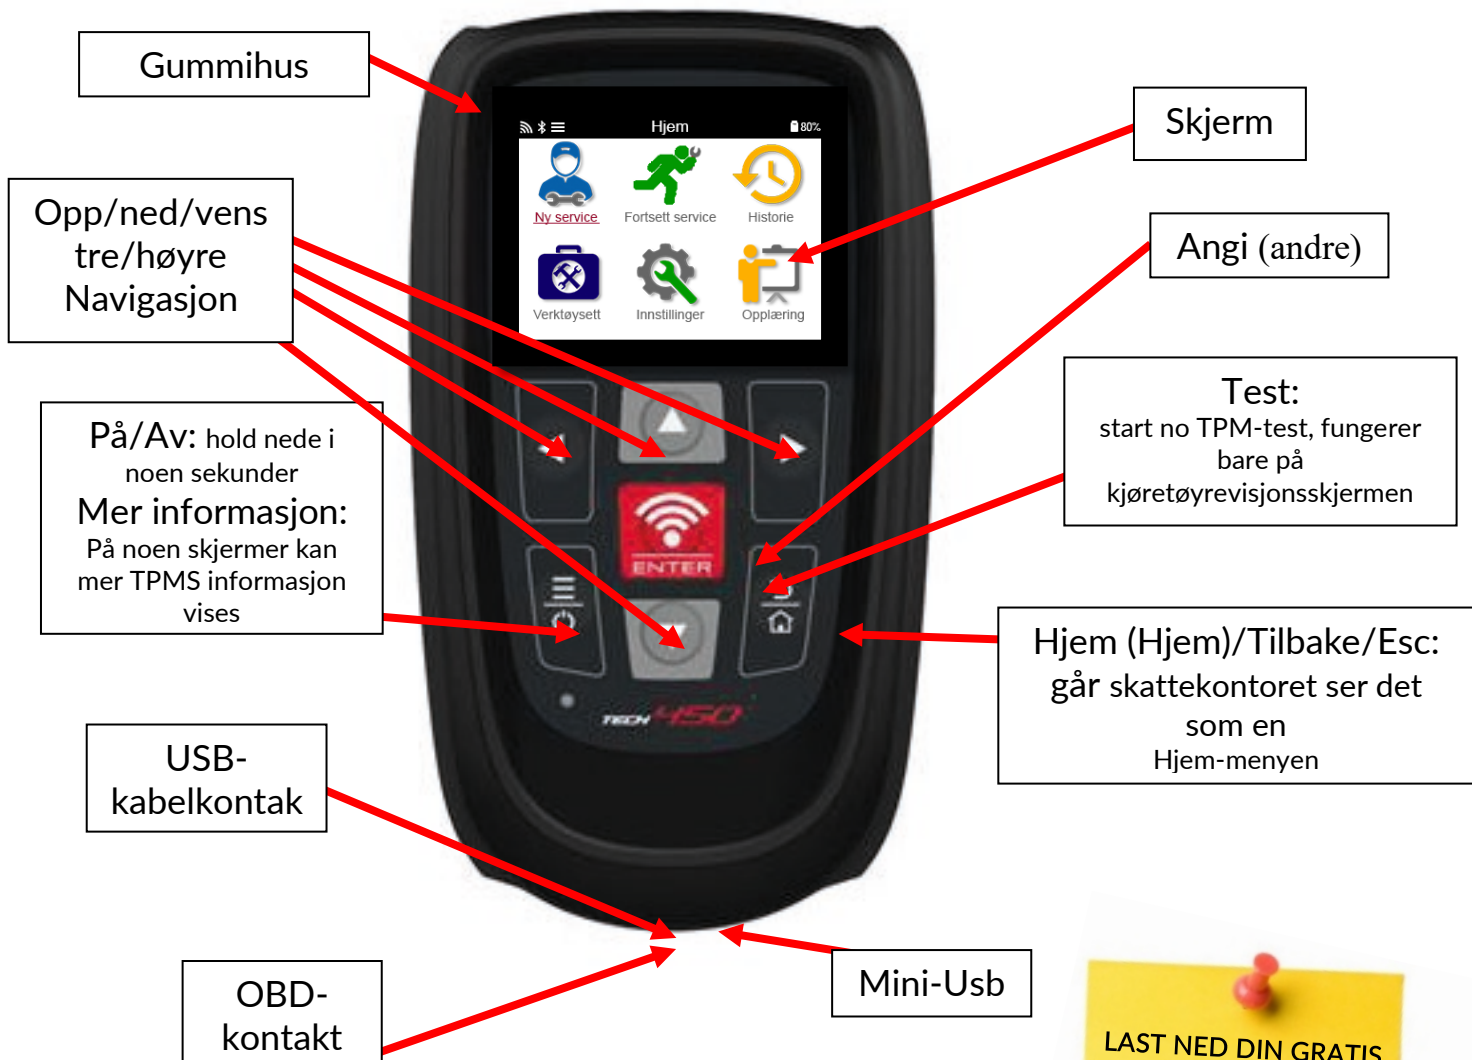 Gummihus
Hjem
80%
Skjerm
Ny service
Fortsett service
Historie
Opp/ned/vens
tre/høyre
Navigasjon
Angi (andre)
Verktøysett
Innstillinger
Opplæring
Test:
start no TPM-test, fungerer
bare på
kjøretøyrevisjonsskjermen
På/Av: hold nede i
noen sekunder
Mer informasjon:
På noen skjermer kan
mer TPMS informasjon
vises
ENTER
Hjem (Hjem)/Tilbake/Esc:
går skattekontoret ser det
som en
Hjem-menyen
TECH 450
USB-
kabelkontak
OBD-
kontakt
Mini-Usb
LAST NED DIN GRATIS